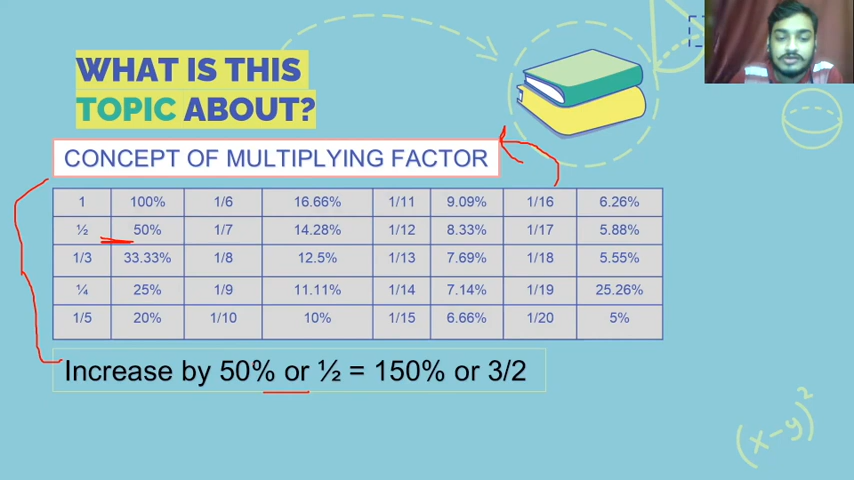 WHAT IS THIS
TOPIC ABOUT?
CONCEPT OF MULTIPLYING FACTOR
1 100% 1/6 16.66% 1/11 9.09% 1/16 6.26%
½ 50% 1/7 14.28% 1/12 8.33% 1/17 5.88%
1/3 33.33% 1/8 12.5% 1/13 7.69% 1/18 5.55%
¼ 25% 1/9 11.11% 1/14 7.14% 1/19 25.26%
1/5 20% 1/10 10% 1/15 6.66% 1/20 5%
Increase by 50% or ½ = 150% or 3/2
(x-y)²